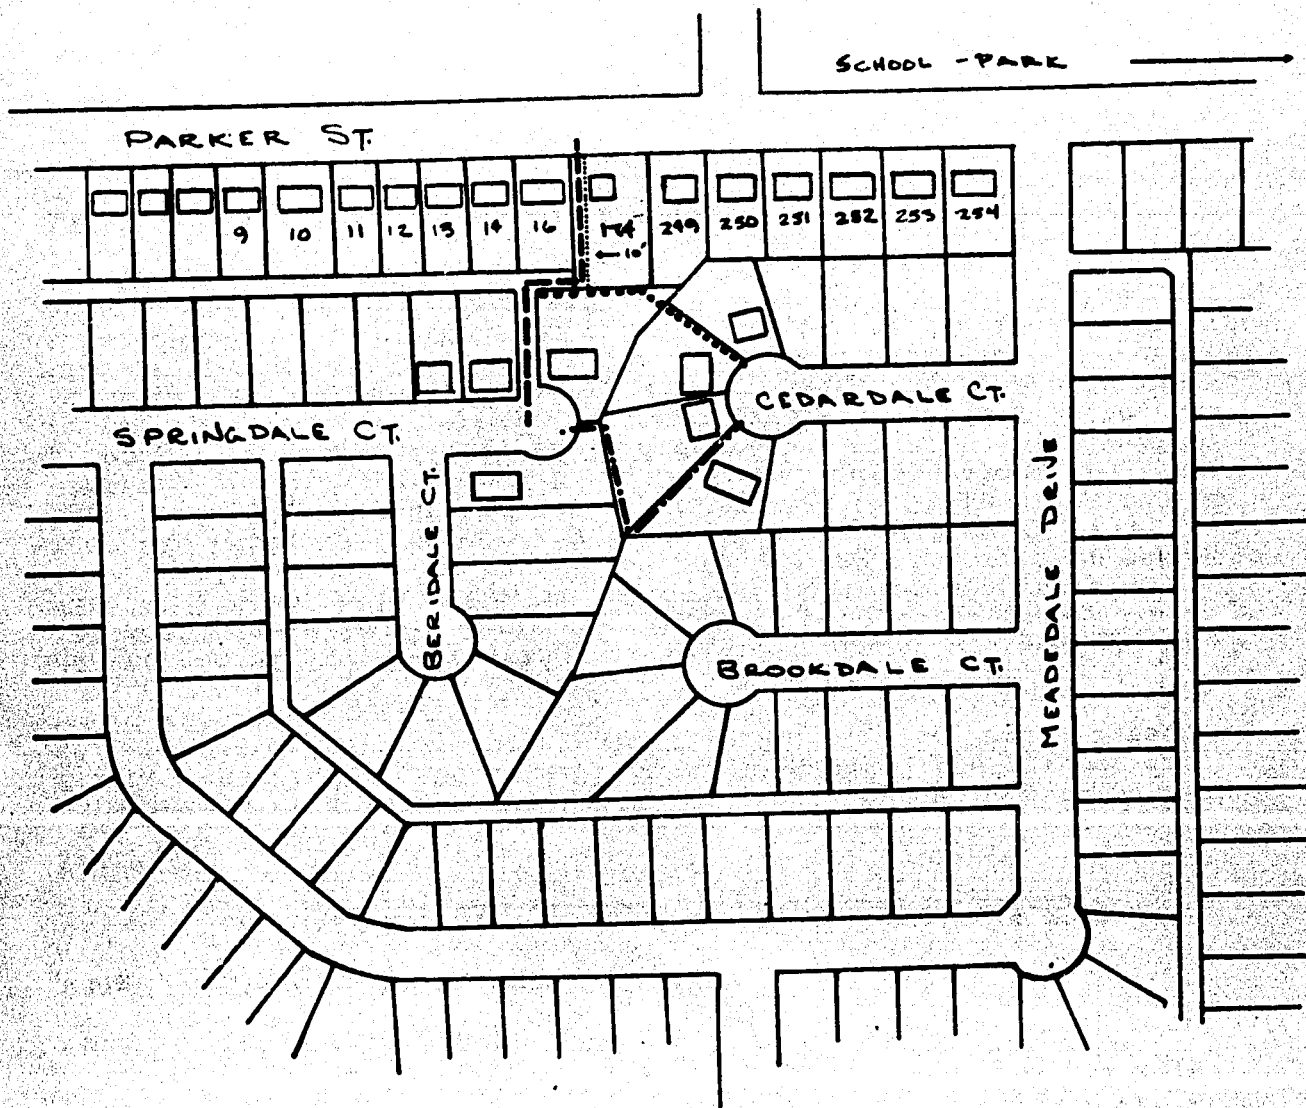 SCHOOL - PARK
PARKER ST.
9 10 11 12 13 14 16 249 250 251 252 253 254
← 10'
CEDARDALE CT.
SPRINGDALE CT.
BERIDALE CT.
MEADEDALE DRIVE
BROOKDALE CT.